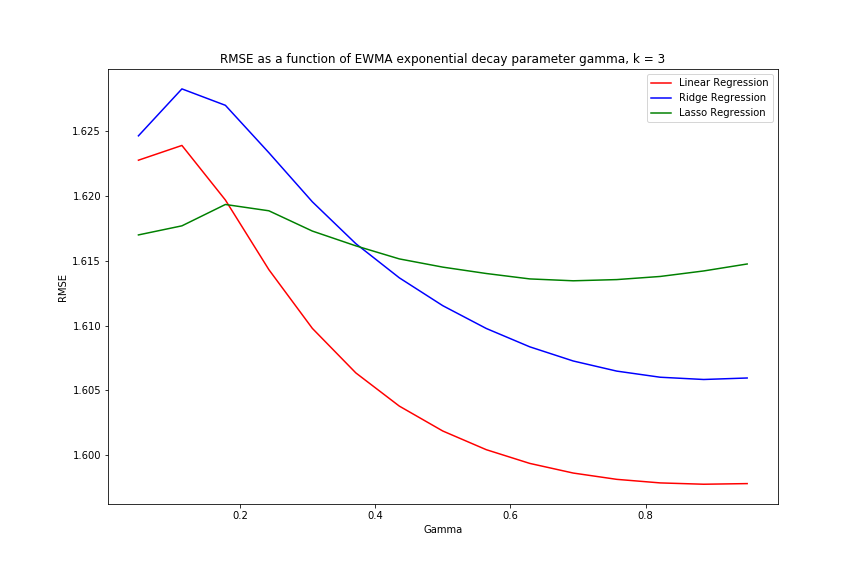 RMSE as a function of EWMA exponential decay parameter gamma, k = 3
Linear Regression
Ridge Regression
Lasso Regression
1.625
1.620
1.615
1.610
1.605
1.600
RMSE
0.2 0.4 0.6 0.8
Gamma